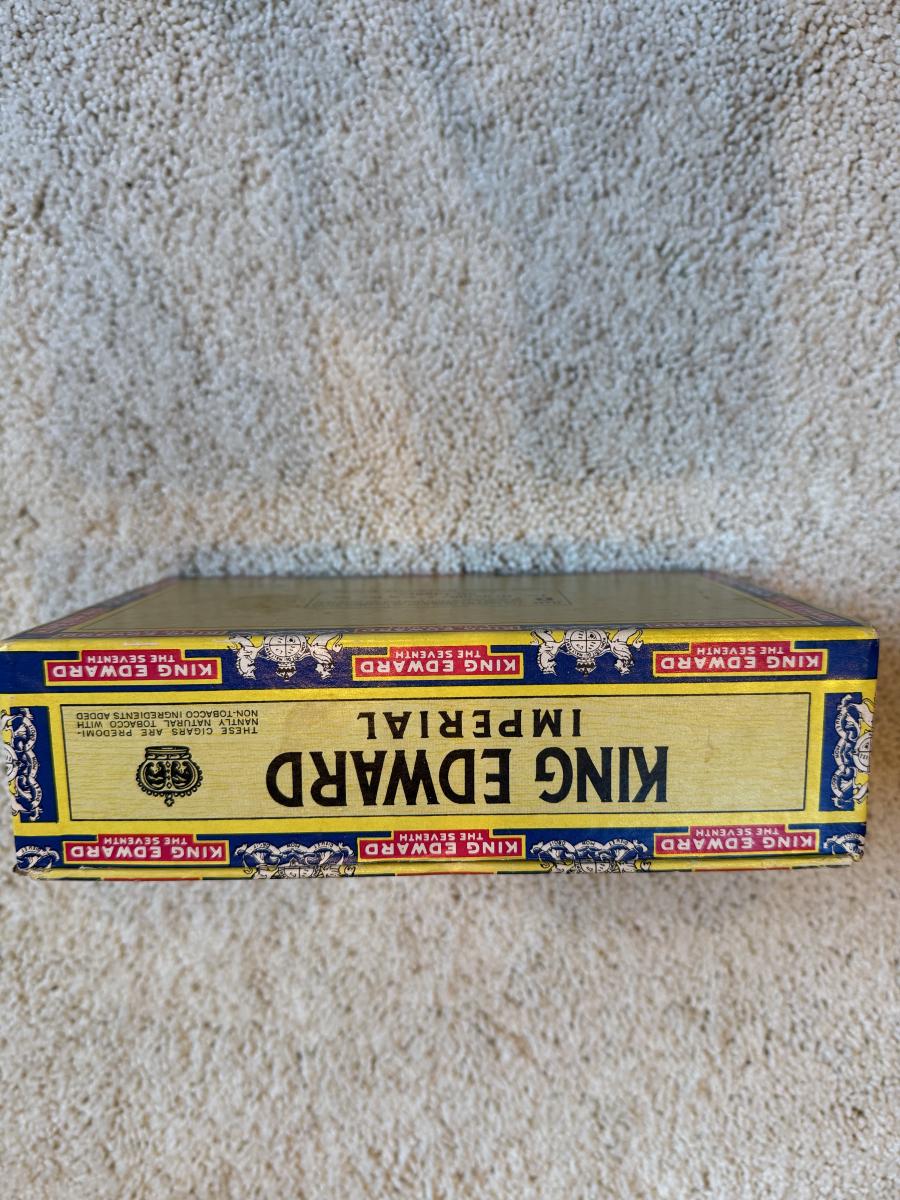 KING EDWARD
THE SEVENTH
KING EDWARD
THE SEVENTH
KING EDWARD
THE SEVENTH
KING EDWARD
IMPERIAL
THESE CIGARS ARE PREDOMI-
NANTLY NATURAL TOBACCO WITH
NON-TOBACCO INGREDIENTS ADDED
KING EDWARD
THE SEVENTH
KING EDWARD
THE SEVENTH
KING EDWARD
THE SEVENTH